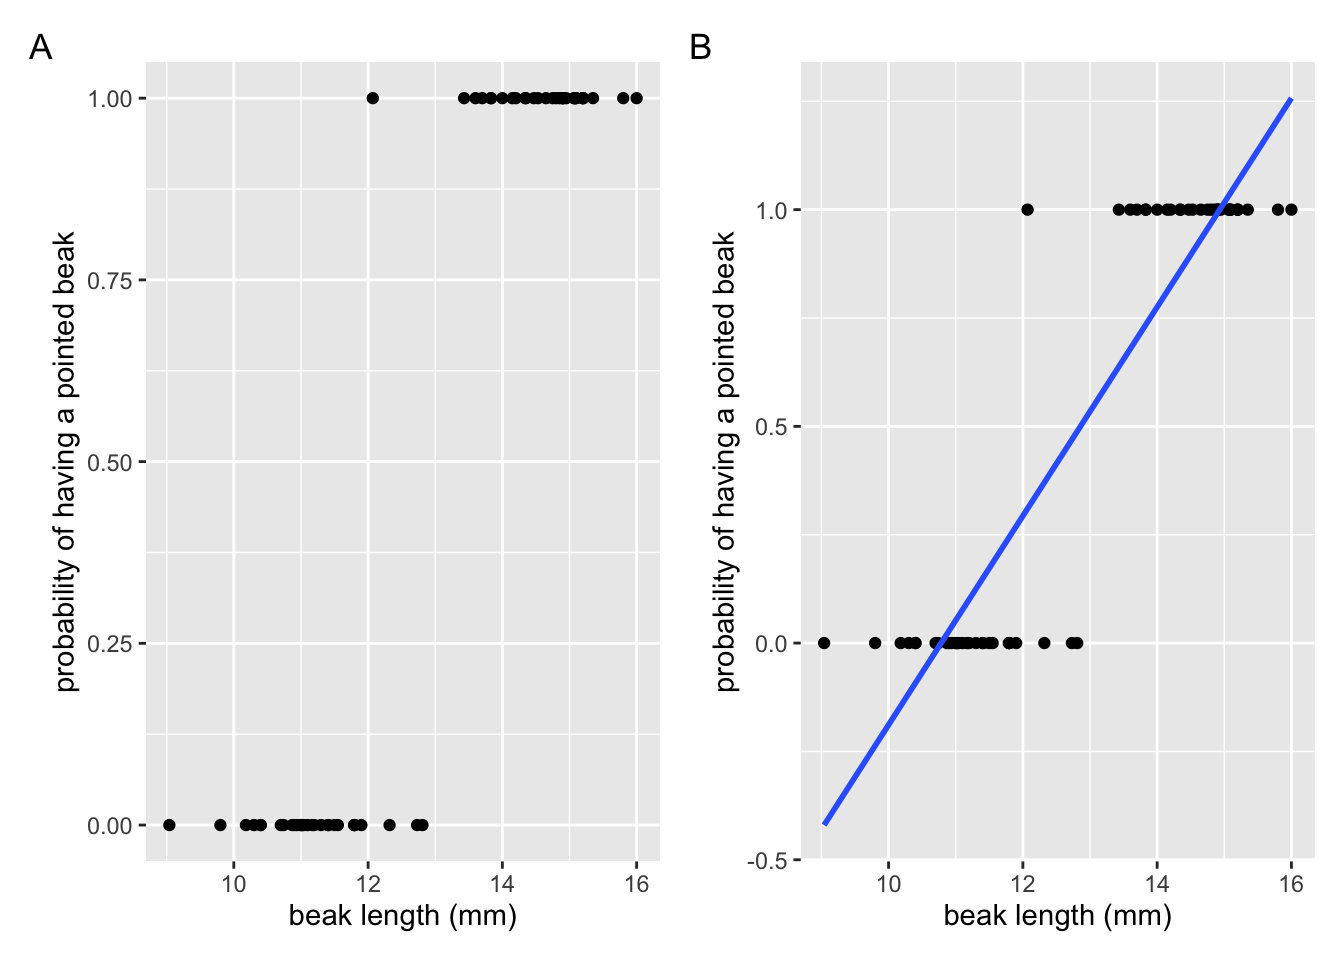 A
1.00
0.75
0.50
0.25
0.00
probability of having a pointed beak
10 12 14 16
beak length (mm)
B
1.0
0.5
0.0
-0.5
probability of having a pointed beak
10 12 14 16
beak length (mm)